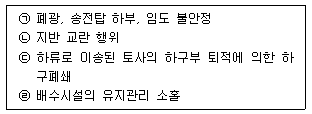 ㉠ 폐광, 송전탑 하부, 임도 불안정
㉡ 지반 교란 행위
㉢ 하류로 이송된 토사의 하구부 퇴적에 의한 하
구폐쇄
㉣ 배수시설의 유지관리 소홀